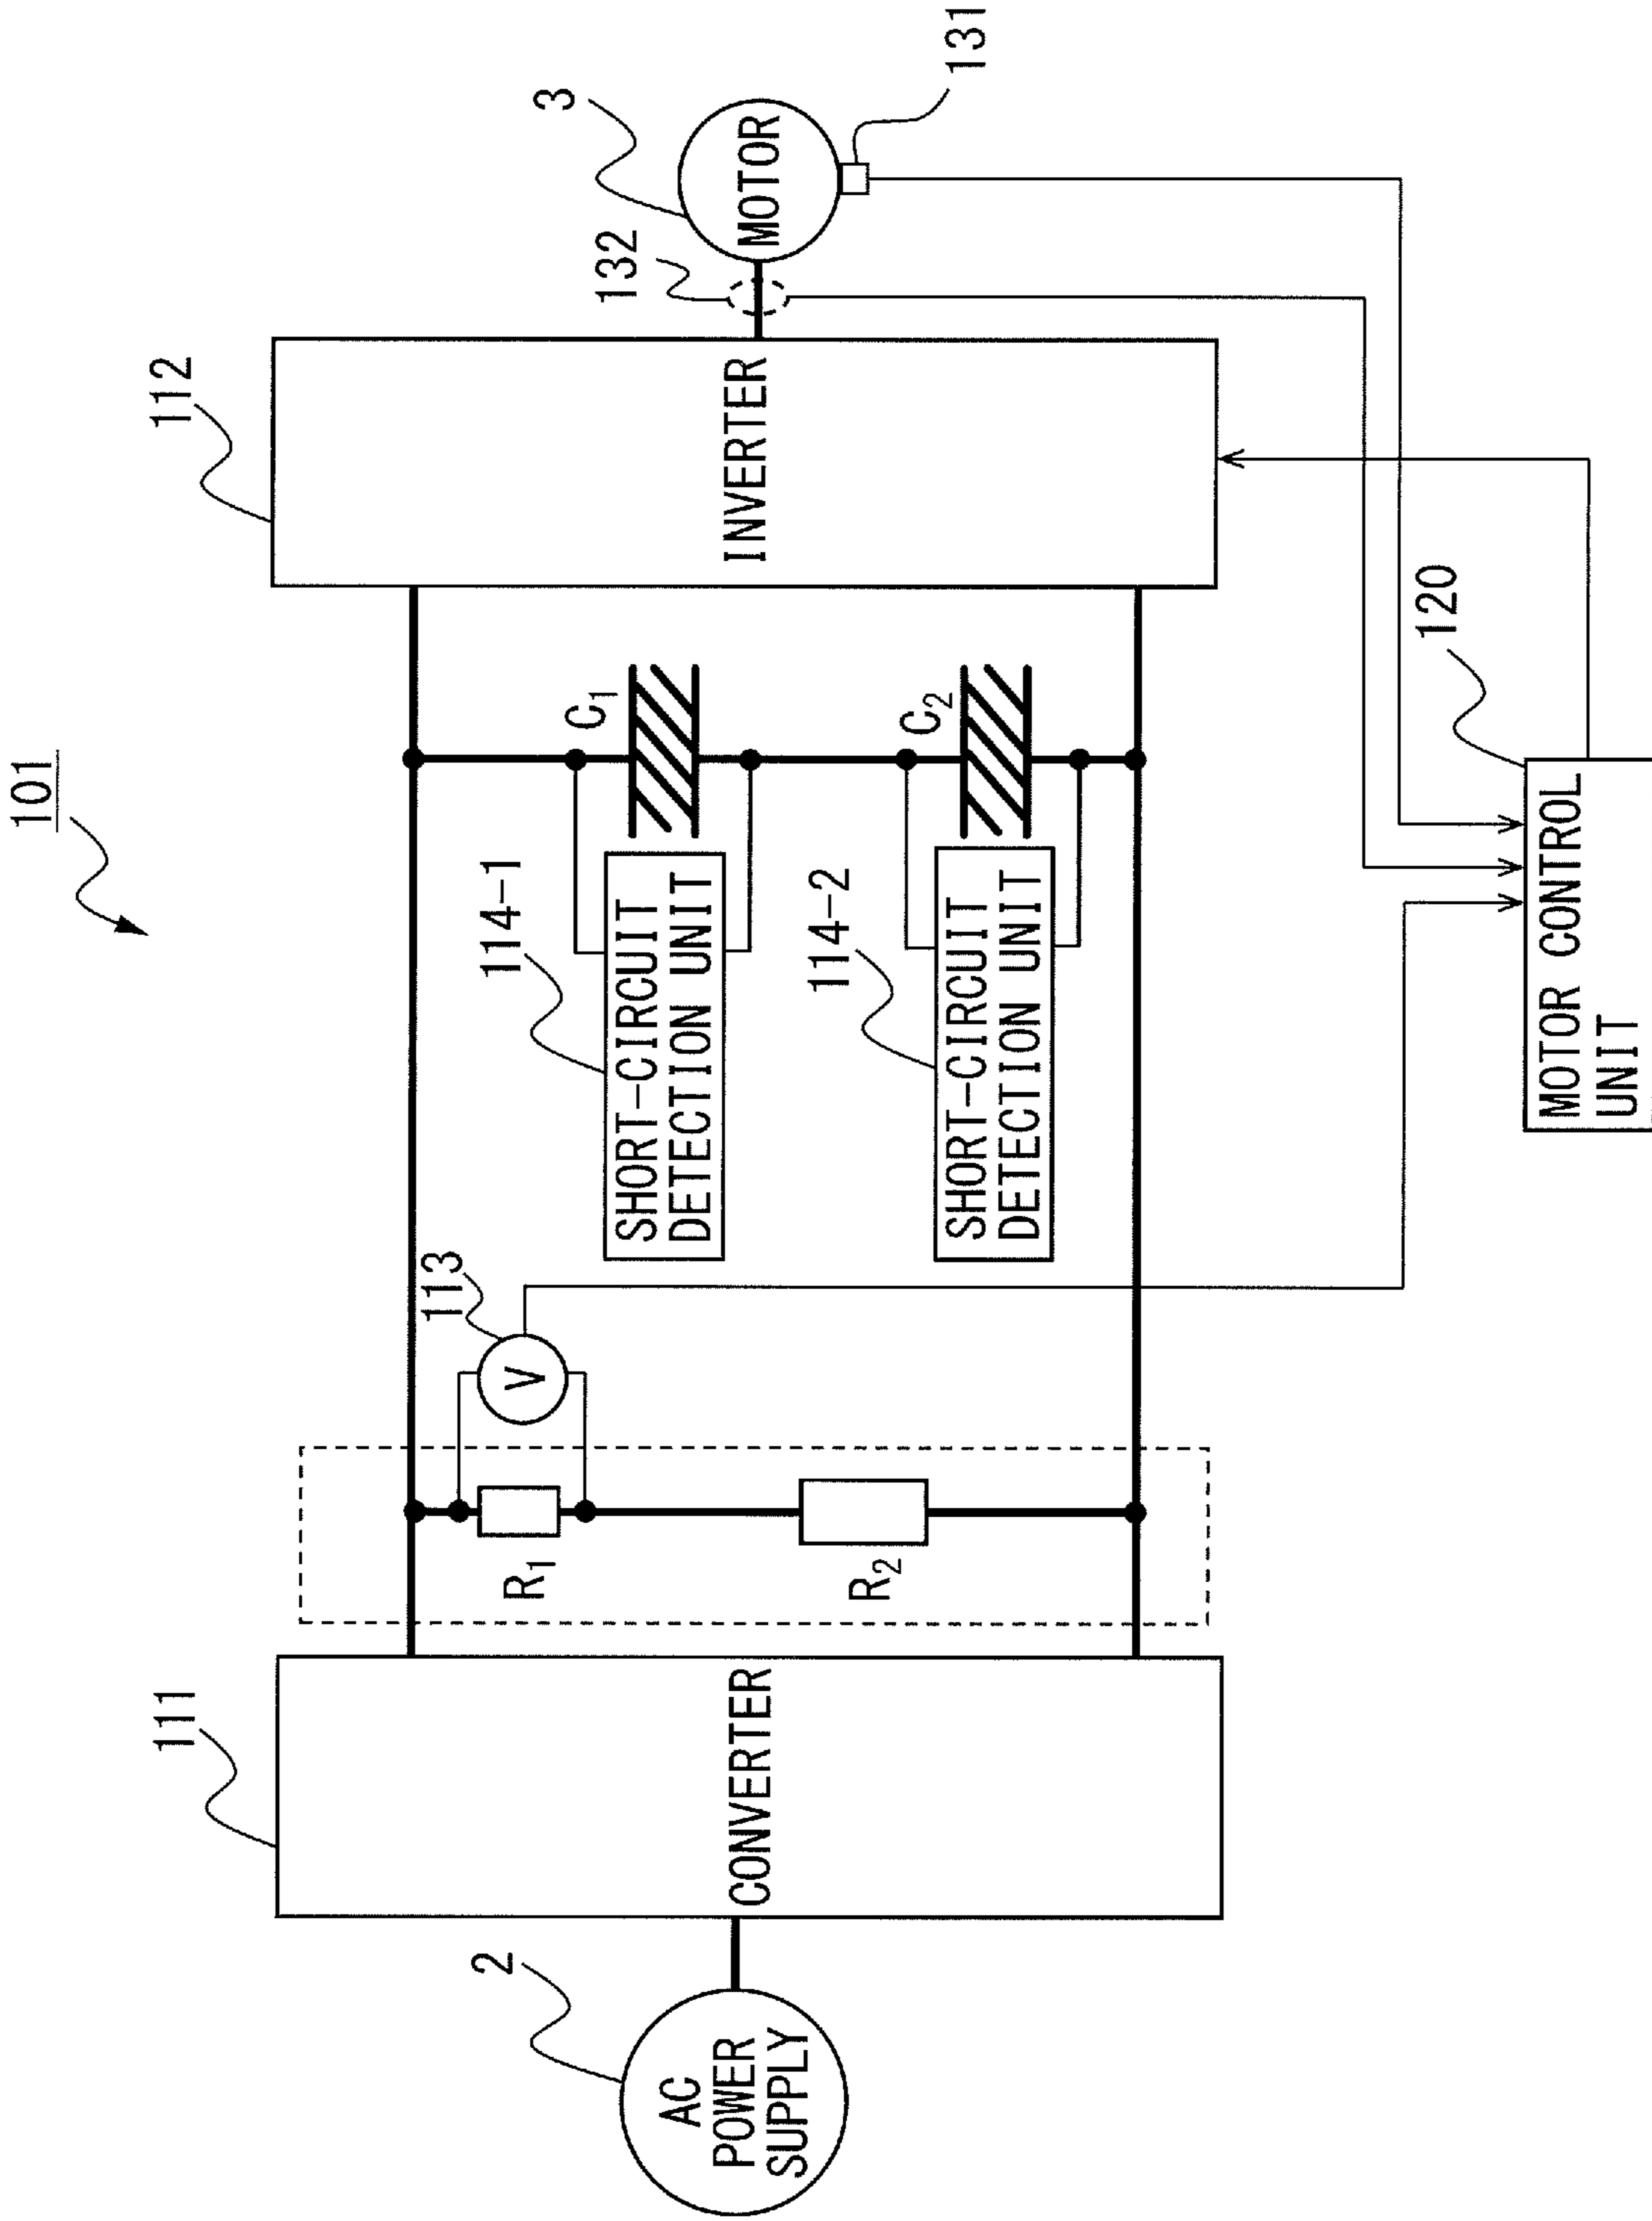 101
111
112
3
132
131
2
AC
POWER
SUPPLY
CONVERTER
R1
R2
113
V
114-1
SHORT-CIRCUIT
DETECTION UNIT
C1
114-2
SHORT-CIRCUIT
DETECTION UNIT
C2
INVERTER
MOTOR
120
MOTOR CONTROL
UNIT